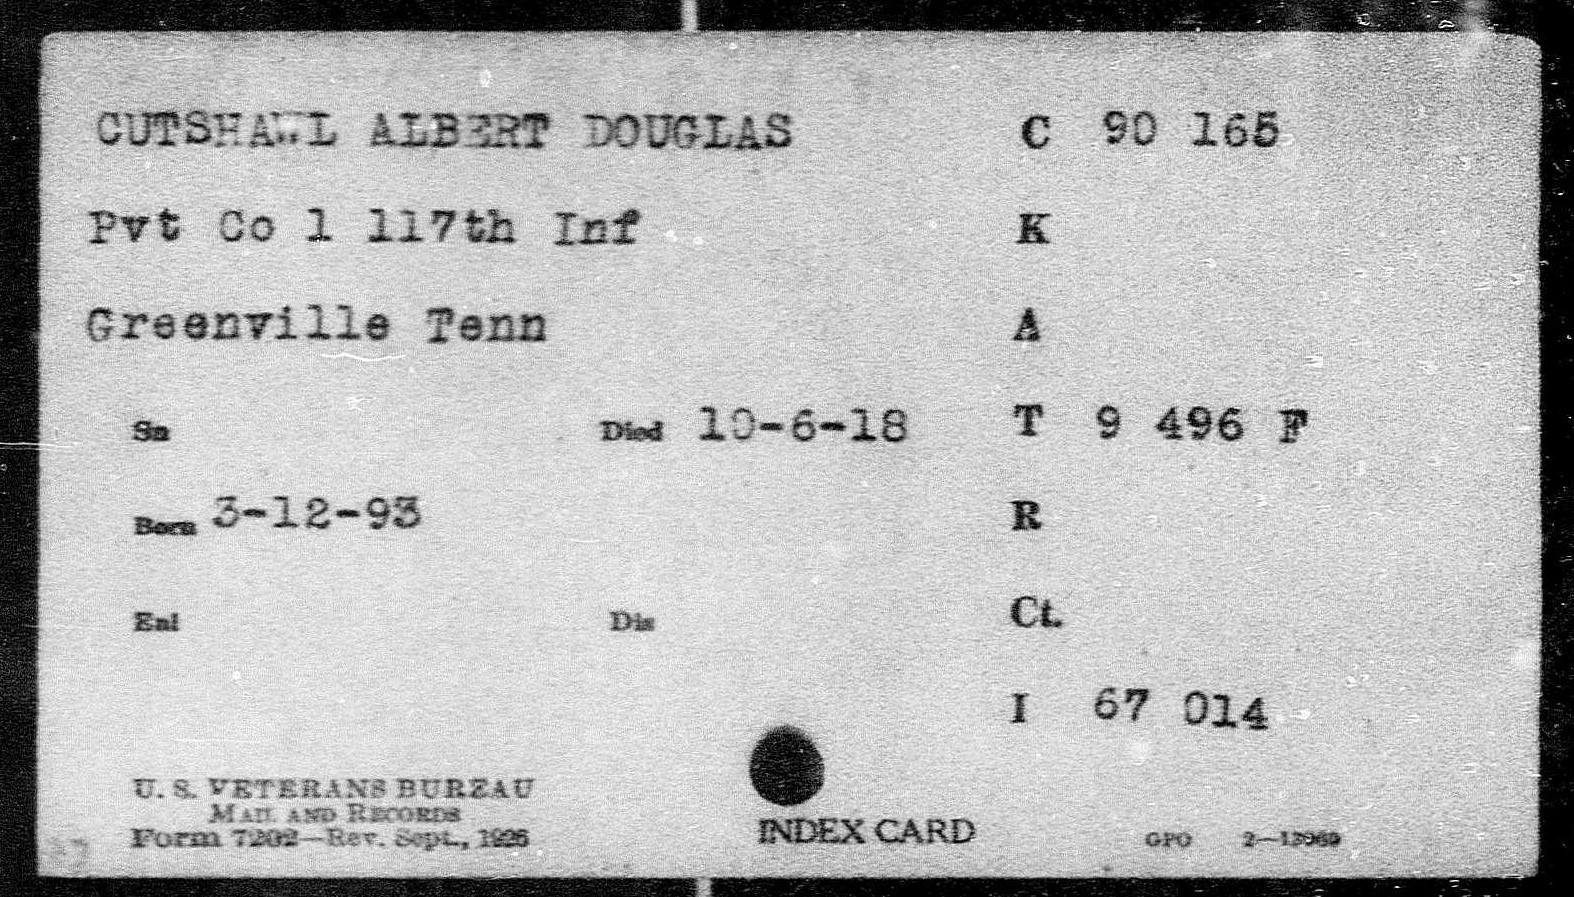 CUTSHAWL ALBERT DOUGLAS C 90 165
Pvt Co 1 117th Inf K
Greenville Tenn A
Sn Died 10-6-18 T 9 496 F
Born 3-12-93 R
Enl Dis Ct.
I 67 014
U. S. VETERANS BUREAU
MAIL AND RECORDS
Form 7202—Rev. Sept., 1926
INDEX CARD
GPO 2—13969